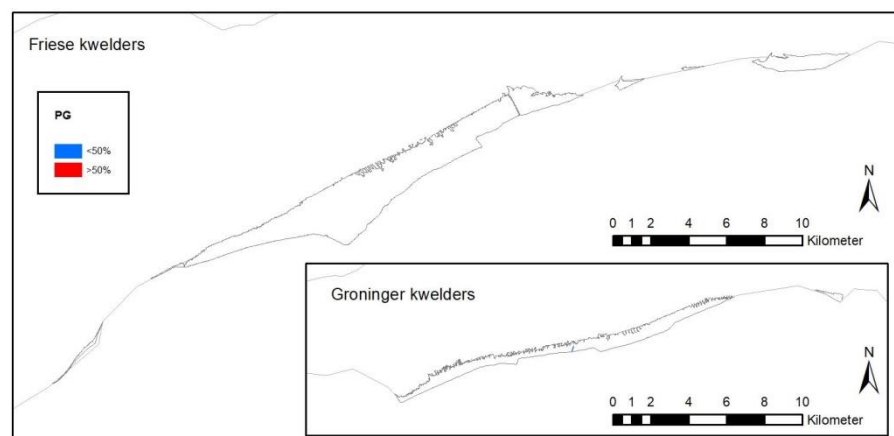 Friese kwelders
PG
<50%
>50%
N
0 1 2 4 6 8 10
Kilometer
Groninger kwelders
N
0 1 2 4 6 8 10
Kilometer